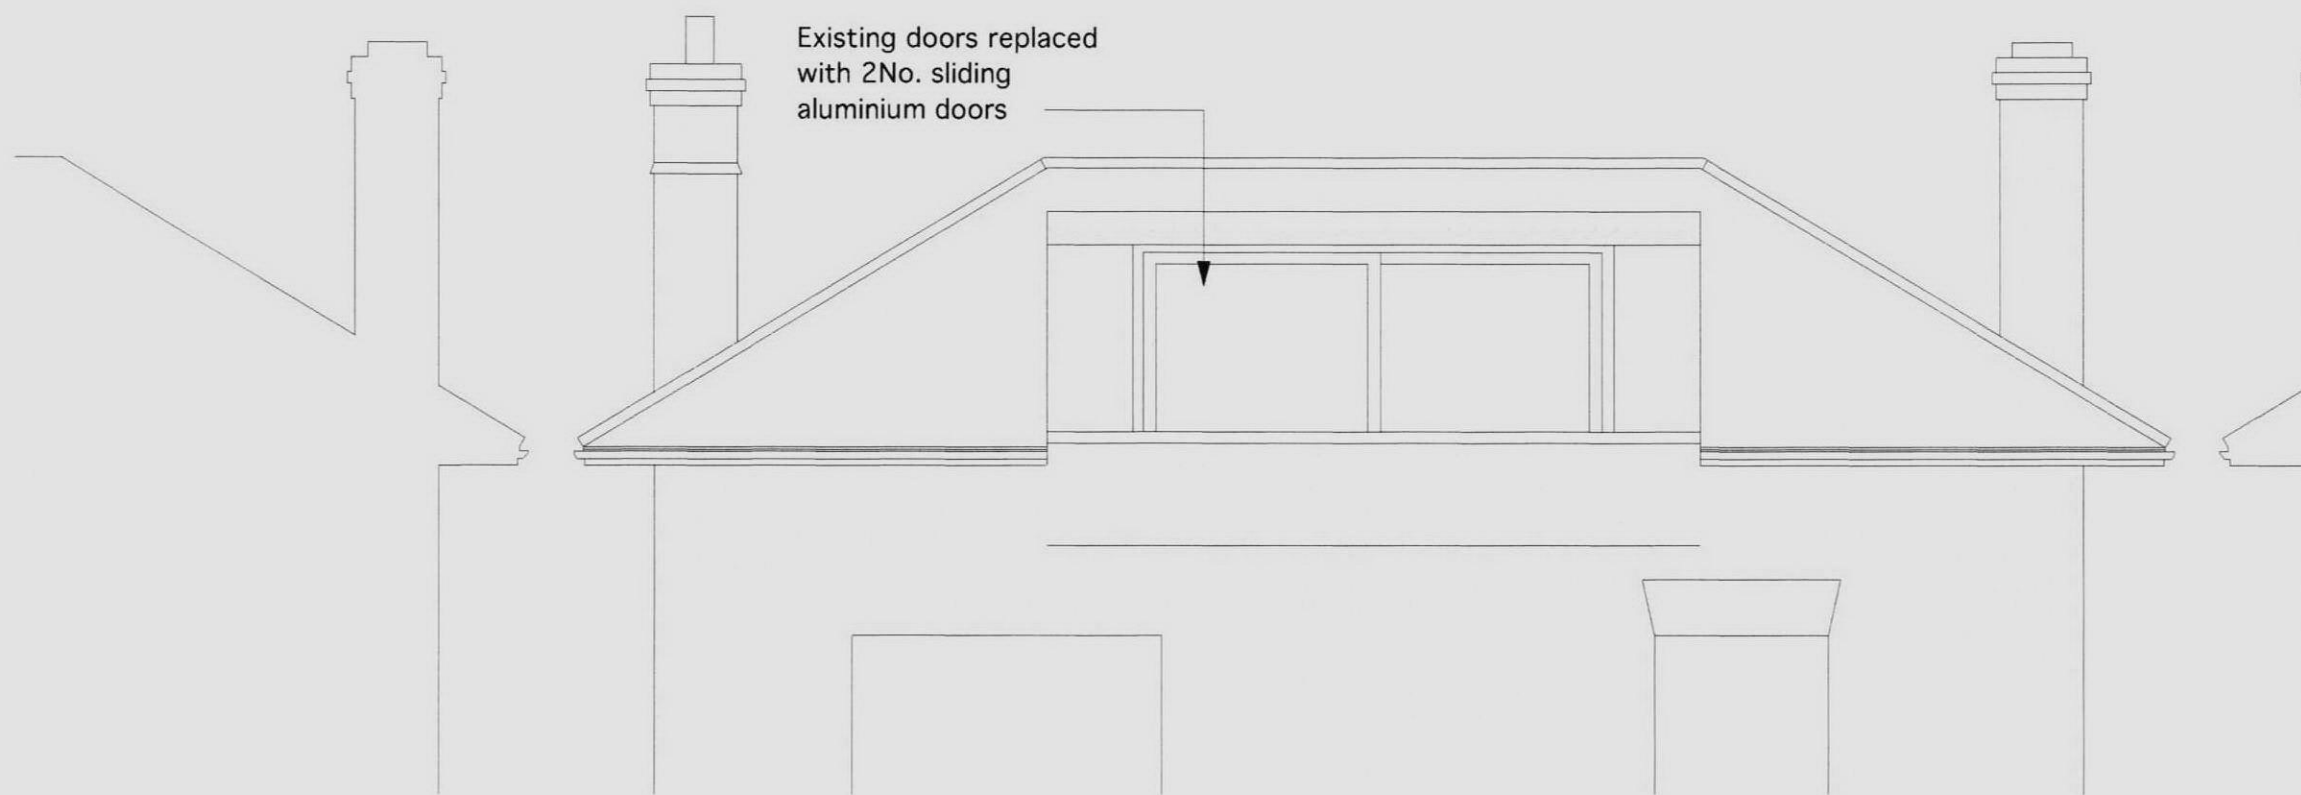 Existing doors replaced
with 2No. sliding
aluminium doors